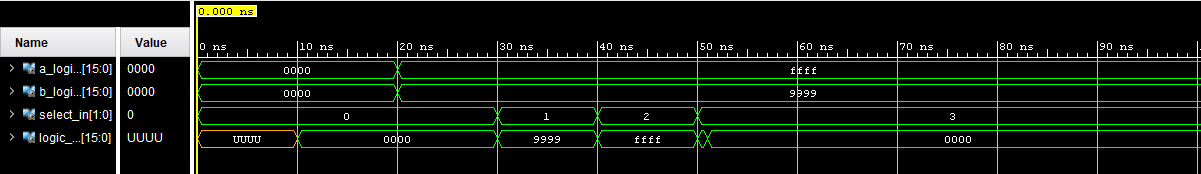 0.000 ns
Name Value
0 ns 10 ns 20 ns 30 ns 40 ns 50 ns 60 ns 70 ns 80 ns 90 ns
a_logi...[15:0] 0000 0000 ffff
b_logi...[15:0] 0000 0000 9999
select_in[1:0] 0 0 1 2 3
logic_...[15:0] UUUU UUUU 0000 9999 ffff 0000